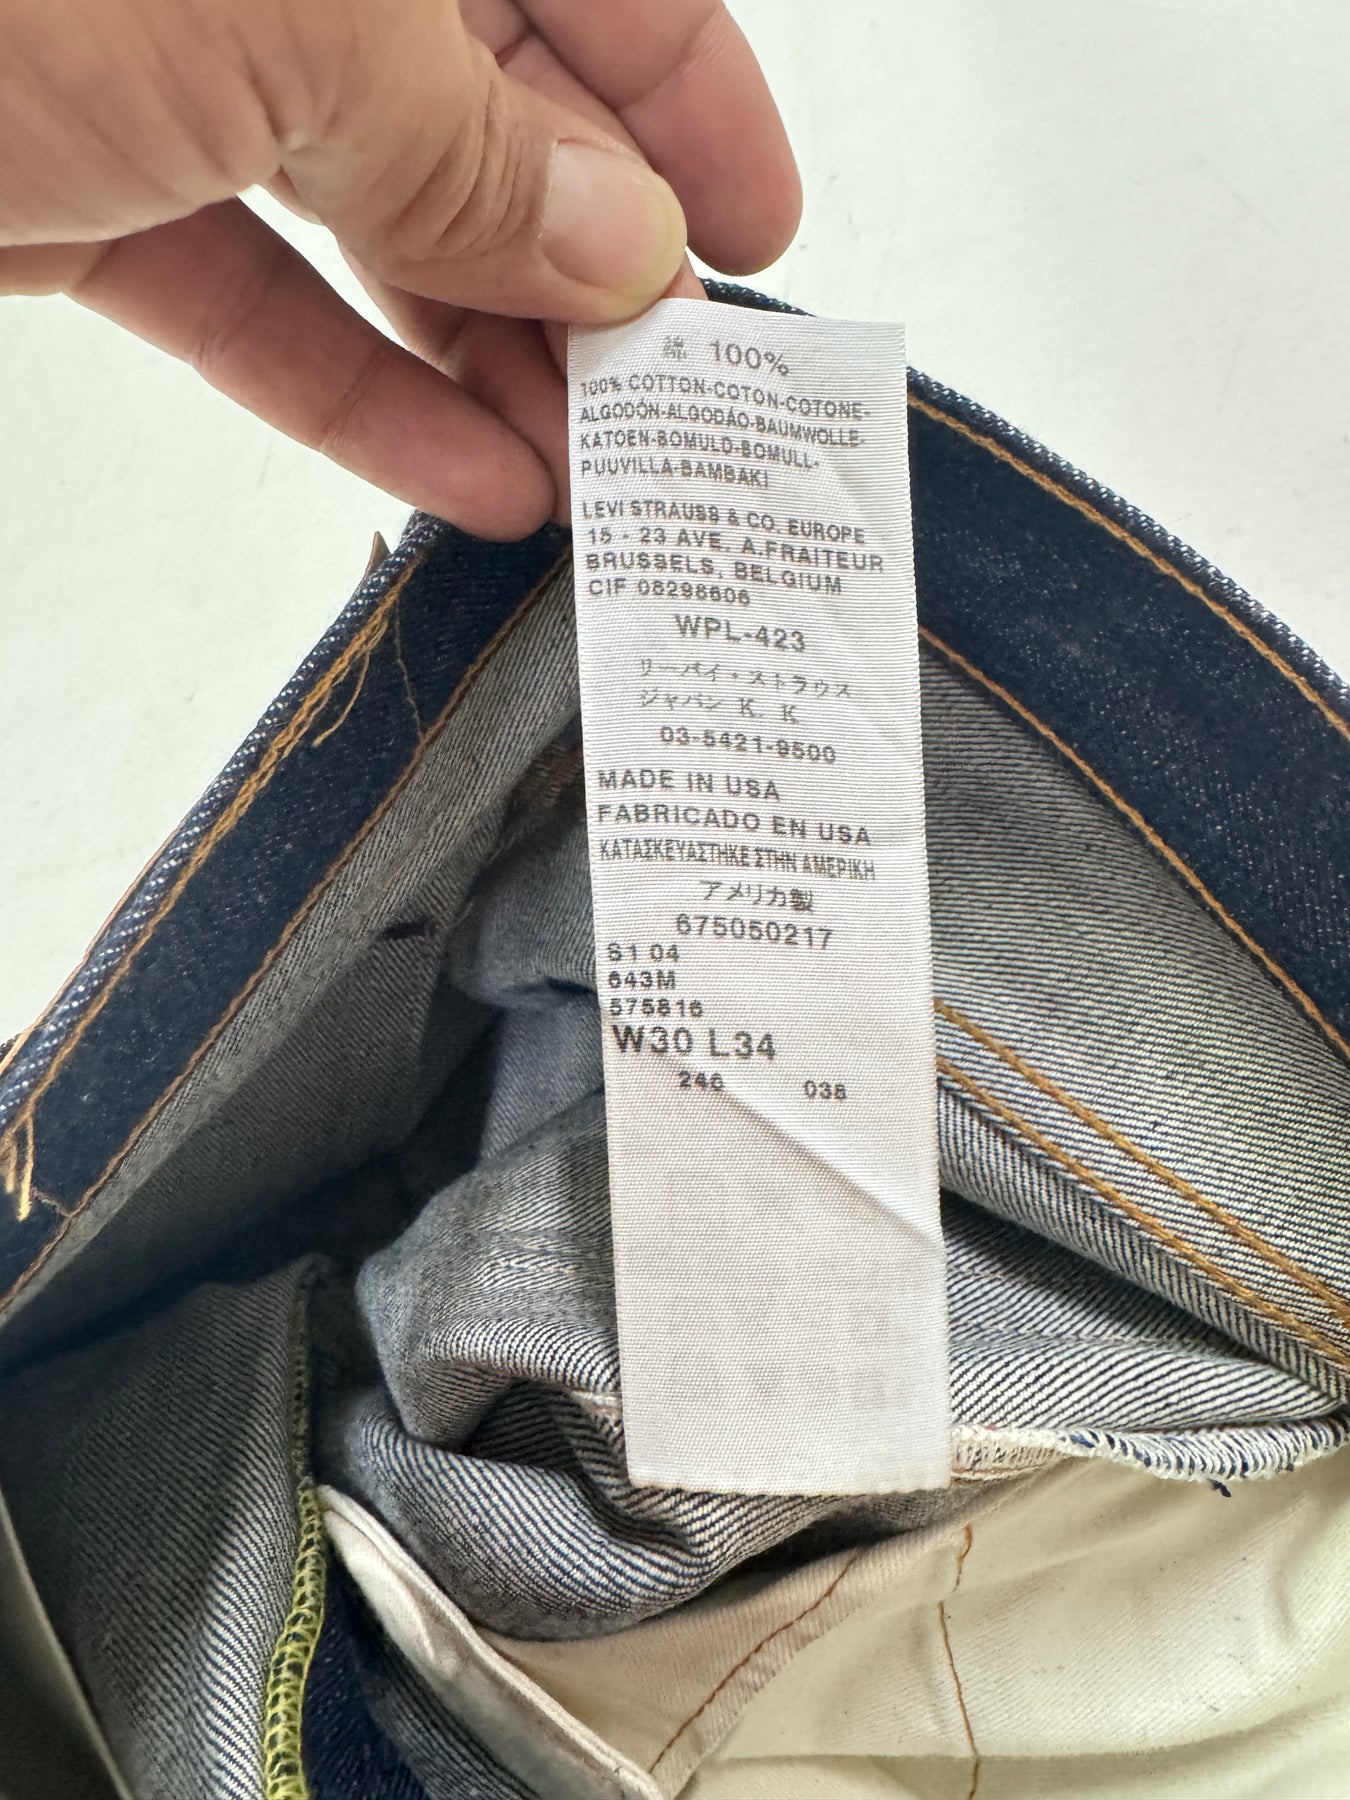 綿 100%
100% COTTON-COTON-COTONE-
ALGODÓN-ALGODÃO-BAUMWOLLE-
KATOEN-BOMULD-BOMULL-
PUUVILLA-BAMBAKI
LEVI STRAUSS & CO. EUROPE
15 - 23 AVE. A.FRAITEUR
BRUSSELS, BELGIUM
CIF 06298606
WPL-423
リーバイ・ストラウス
ジャパン K. K
03-5421-9500
MADE IN USA
FABRICADO EN USA
ΚΑΤΑΣΚΕΥΑΣΤΗΚΕ ΣΤΗΝ ΑΜΕΡΙΚΗ
アメリカ製
675050217
S1 04
643M
575816
W30 L34
246 038